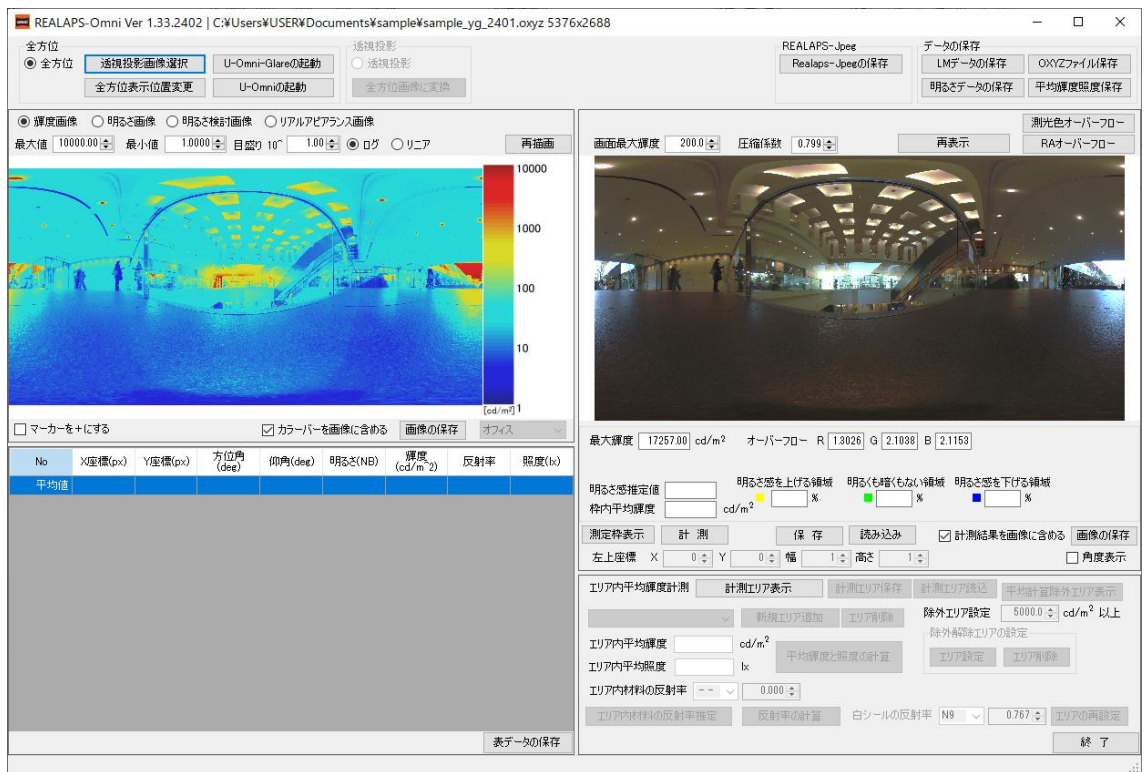 REALAPS-Omni Ver 1.33.2402 | C:¥Users¥USER¥Documents¥sample¥sample_yg_2401.oxyz 5376x2688
全方位
全方位 透視投影画像選択 U-Omni-Glareの起動
全方位表示位置変更 U-Omniの起動
透視投影
透視投影
全方位画像に変換
REALAPS-Jpeg
Realaps-Jpegの保存
データの保存
LMデータの保存 OXYZファイル保存
明るさデータの保存 平均輝度照度保存
輝度画像 明るさ画像 明るさ検討画像 リアルアピアランス画像
最大値 10000.00 最小値 1.0000 目盛り 10^ 1.00 ログ リニア 再描画
10000
1000
100
10
[cd/m²] 1
マーカーを+にする カラーバーを画像に含める 画像の保存 オフィス
No X座標(px) Y座標(px) 方位角(deg) 仰角(deg) 明るさ(NB) 輝度(cd/m^2) 反射率 照度(lx)
平均値
表データの保存
測光色オーバーフロー
画面最大輝度 200.0 圧縮係数 0.799 再表示 RAオーバーフロー
最大輝度 17257.00 cd/m² オーバーフロー R 1.3026 G 2.1038 B 2.1153
明るさ感推定値 明るさ感を上げる領域 % 明るくも暗くもない領域 % 明るさ感を下げる領域 %
枠内平均輝度 cd/m²
測定枠表示 計 測 保 存 読み込み 計測結果を画像に含める 画像の保存
左上座標 X 0 Y 0 幅 1 高さ 1 角度表示
エリア内平均輝度計測 計測エリア表示 計測エリア保存 計測エリア読込 平均計算除外エリア表示
新規エリア追加 エリア削除 除外エリア設定 5000.0 cd/m² 以上
エリア内平均輝度 cd/m² 平均輝度と照度の計算
エリア内平均照度 lx
除外解除エリアの設定
エリア設定 エリア削除
エリア内材料の反射率 -- 0.000
エリア内材料の反射率推定 反射率の計算 白シールの反射率 N9 0.767 エリアの再設定
終 了